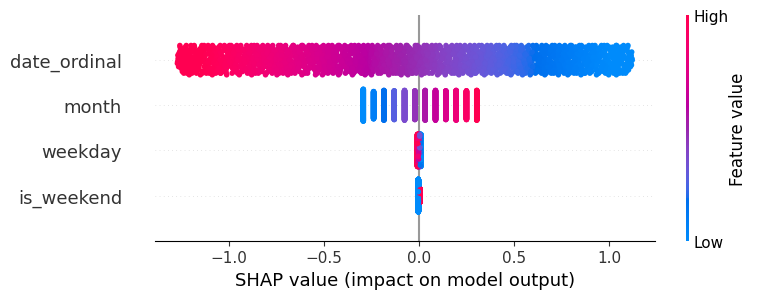 High
date_ordinal
month
weekday
is_weekend
Feature value
Low
−1.0
−0.5
0.0
0.5
1.0
SHAP value (impact on model output)